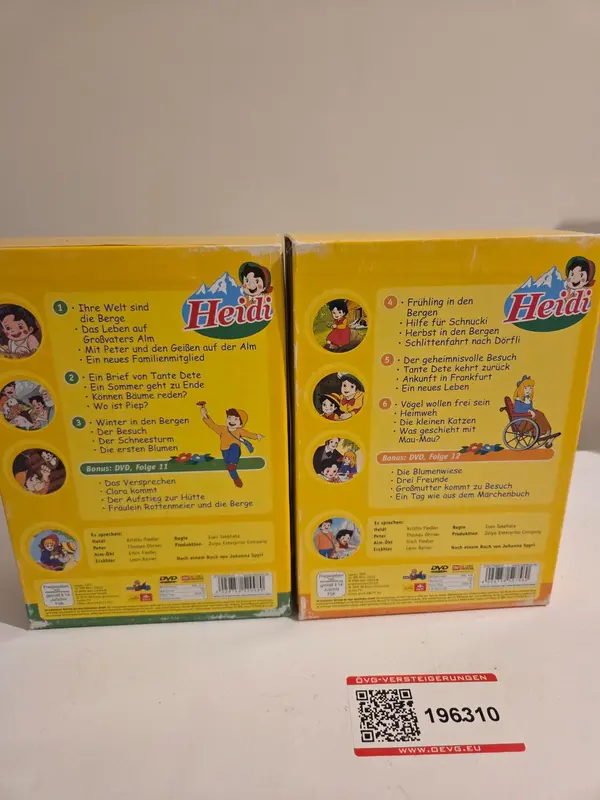 Heidi
1 • Ihre Welt sind
die Berge
• Das Leben auf
Großvaters Alm
• Mit Peter und den Geißen auf der Alm
• Ein neues Familienmitglied
2 • Ein Brief von Tante Dete
• Ein Sommer geht zu Ende
• Können Bäume reden?
• Wo ist Piep?
3 • Winter in den Bergen
• Der Besuch
• Der Schneesturm
• Die ersten Blumen
Bonus: DVD, Folge 11
• Das Versprechen
• Clara kommt
• Der Aufstieg zur Hütte
• Fräulein Rottenmeier und die Berge
Es sprechen:
Heidi
Peter
Alm-Öhi
Erzähler
Regie
Produktion
Nach einem Buch von Johanna Spyri
DVD
Heidi
4 • Frühling in den
Bergen
• Hilfe für Schnucki
• Herbst in den Bergen
• Schlittenfahrt nach Dörfli
5 • Der geheimnisvolle Besuch
• Tante Dete kehrt zurück
• Ankunft in Frankfurt
• Ein neues Leben
6 • Vögel wollen frei sein
• Heimweh
• Die kleinen Katzen
• Was geschieht mit
Mau-Mau?
Bonus: DVD, Folge 12
• Die Blumenwiese
• Drei Freunde
• Großmutter kommt zu Besuch
• Ein Tag wie aus dem Märchenbuch
Es sprechen:
Heidi
Peter
Alm-Öhi
Erzähler
Regie
Produktion
Nach einem Buch von Johanna Spyri
DVD
ÖVG-VERSTEIGERUNGEN
196310
WWW.OEVG.EU